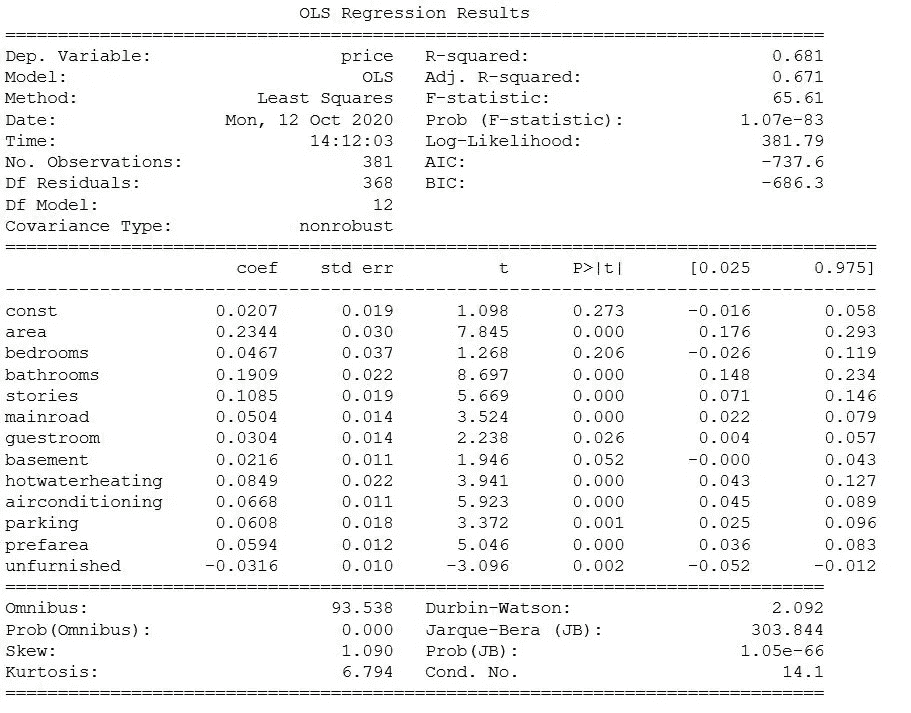 OLS Regression Results
==============================================================================
Dep. Variable:                  price   R-squared:                       0.681
Model:                            OLS   Adj. R-squared:                  0.671
Method:                 Least Squares   F-statistic:                     65.61
Date:                Mon, 12 Oct 2020   Prob (F-statistic):           1.07e-83
Time:                        14:12:03   Log-Likelihood:                 381.79
No. Observations:                 381   AIC:                            -737.6
Df Residuals:                     368   BIC:                            -686.3
Df Model:                          12
Covariance Type:            nonrobust
===================================================================================
                      coef    std err          t      P>|t|      [0.025      0.975]
-----------------------------------------------------------------------------------
const               0.0207      0.019      1.098      0.273      -0.016       0.058
area                0.2344      0.030      7.845      0.000       0.176       0.293
bedrooms            0.0467      0.037      1.268      0.206      -0.026       0.119
bathrooms           0.1909      0.022      8.697      0.000       0.148       0.234
stories             0.1085      0.019      5.669      0.000       0.071       0.146
mainroad            0.0504      0.014      3.524      0.000       0.022       0.079
guestroom           0.0304      0.014      2.238      0.026       0.004       0.057
basement            0.0216      0.011      1.946      0.052      -0.000       0.043
hotwaterheating     0.0849      0.022      3.941      0.000       0.043       0.127
airconditioning     0.0668      0.011      5.923      0.000       0.045       0.089
parking             0.0608      0.018      3.372      0.001       0.025       0.096
prefarea            0.0594      0.012      5.046      0.000       0.036       0.083
unfurnished        -0.0316      0.010     -3.096      0.002      -0.052      -0.012
==============================================================================
Omnibus:                       93.538   Durbin-Watson:                   2.092
Prob(Omnibus):                  0.000   Jarque-Bera (JB):              303.844
Skew:                           1.090   Prob(JB):                     1.05e-66
Kurtosis:                       6.794   Cond. No.                         14.1
==============================================================================